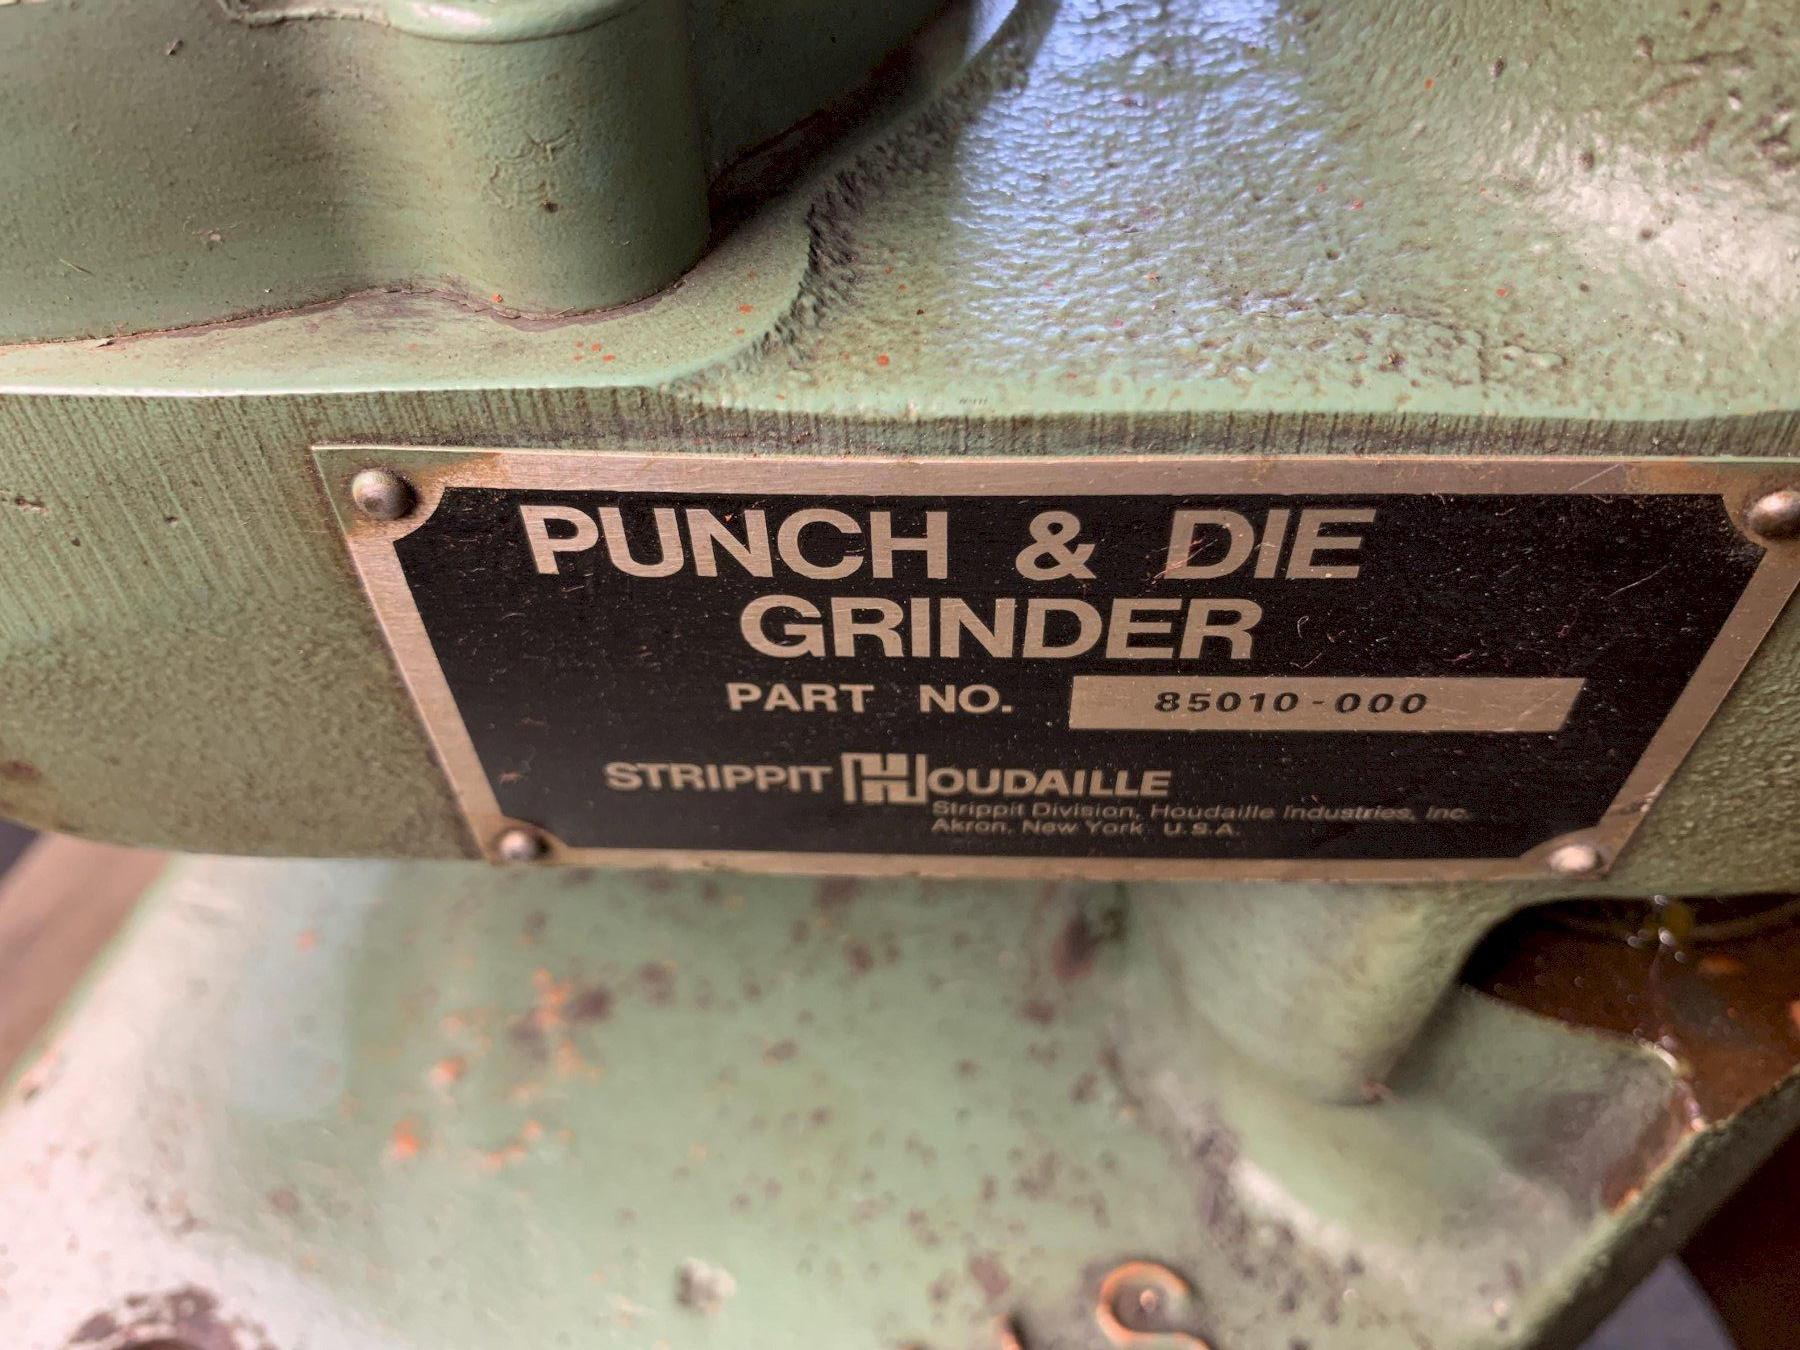 PUNCH & DIE
GRINDER
PART NO. 85010-000
STRIPPIT HOUDAILLE
Strippit Division, Houdaille Industries, Inc.
Akron, New York U.S.A.
S